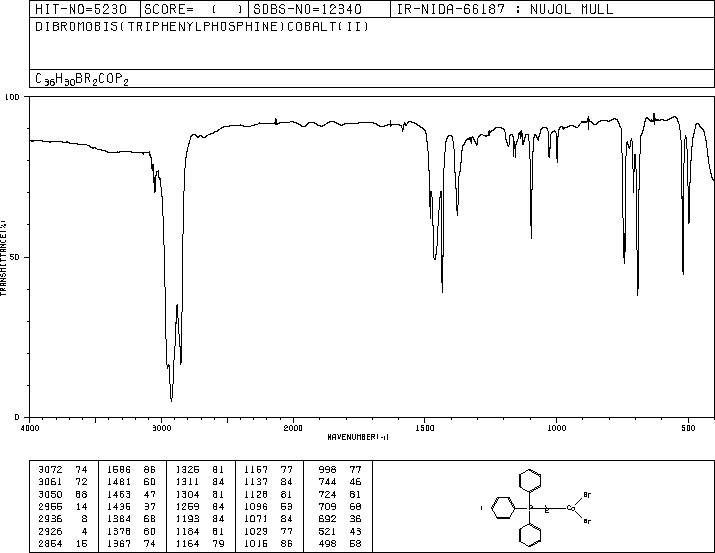 HIT-NO=5230 SCORE= ( ) SDBS-NO=12340 IR-NIDA-66187 : NUJOL MULL
DIBROMOBIS(TRIPHENYLPHOSPHINE)COBALT(II)
C36H30BR2COP2
100
50
0
TRANSMITTANCE(%)
4000 3000 2000 1500 1000 500
WAVENUMBER(-1)
3072 74 1586 86 1325 81 1157 77 998 77
3061 72 1481 60 1311 84 1137 84 744 46
3050 68 1463 47 1304 81 1128 81 724 81
2955 14 1435 37 1259 84 1096 53 709 68
2936 8 1384 68 1193 84 1071 84 692 36
2926 4 1378 60 1184 81 1029 77 521 43
2854 15 1367 74 1164 79 1016 86 498 58
Br
P Co
Br